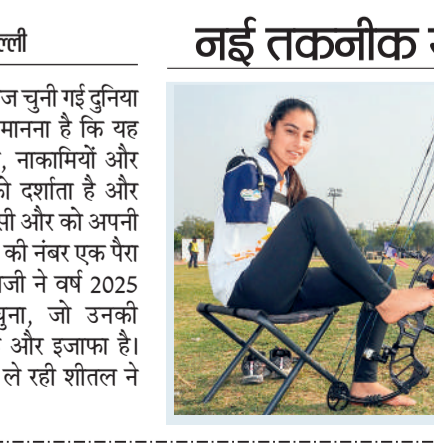 नई तकनीक
ज चुनी गई दुनिया
मानना है कि यह
, नाकामियों और
दर्शाता है और
और को अपनी
की नंबर एक पैरा
ने वर्ष 2025
जो उनकी
और इजाफा है।
ले रही शीतल ने